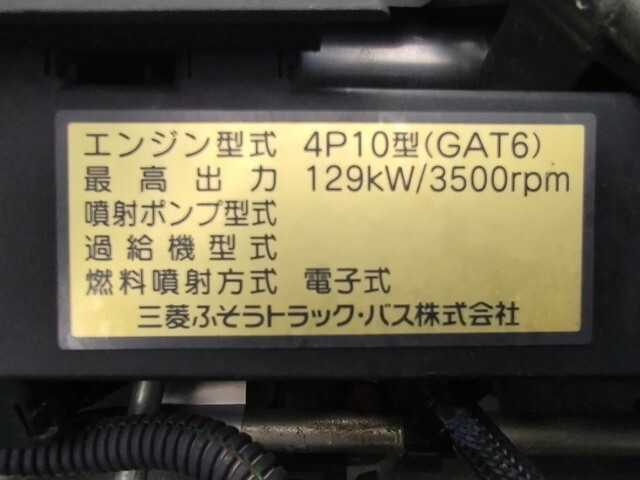 エンジン型式 4P10型(GAT6)
最高出力 129kW/3500rpm
噴射ポンプ型式
過給機型式
燃料噴射方式 電子式
三菱ふそうトラック・バス株式会社